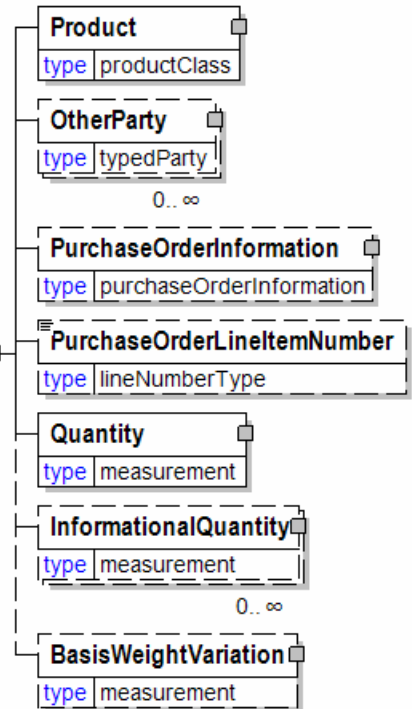 Product
type productClass
OtherParty
type typedParty
0.. ∞
PurchaseOrderInformation
type purchaseOrderInformation
PurchaseOrderLineItemNumber
type lineNumberType
Quantity
type measurement
InformationalQuantity
type measurement
0.. ∞
BasisWeightVariation
type measurement